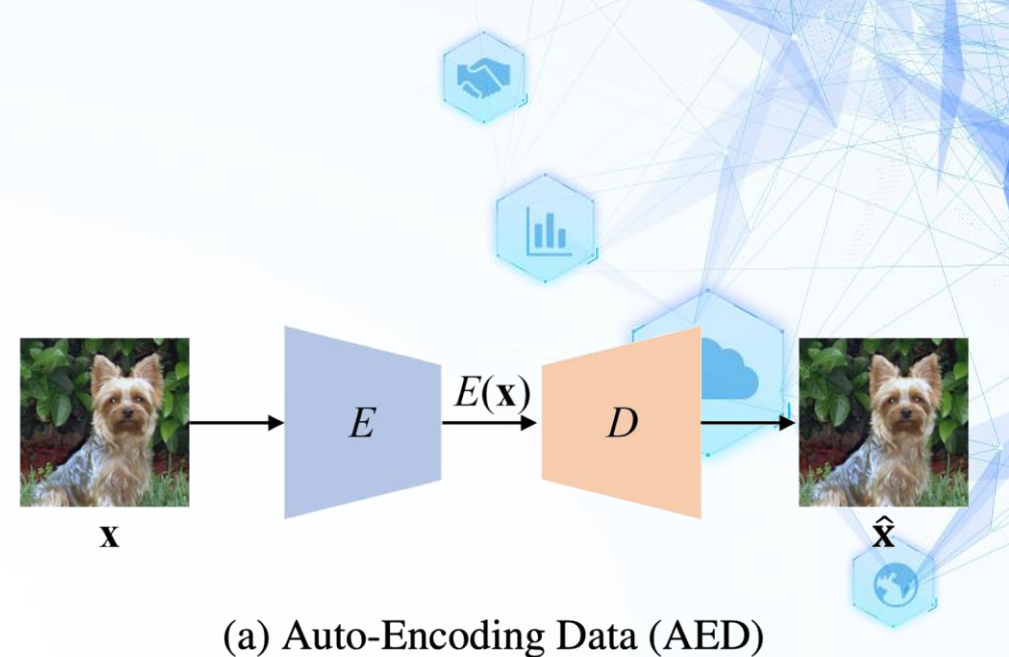 E
E(x)
D
x
x̂
(a) Auto-Encoding Data (AED)